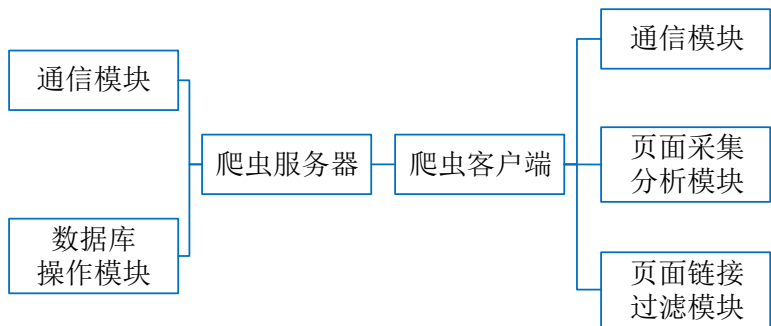 通信模块
数据库
操作模块
爬虫服务器
爬虫客户端
通信模块
页面采集
分析模块
页面链接
过滤模块